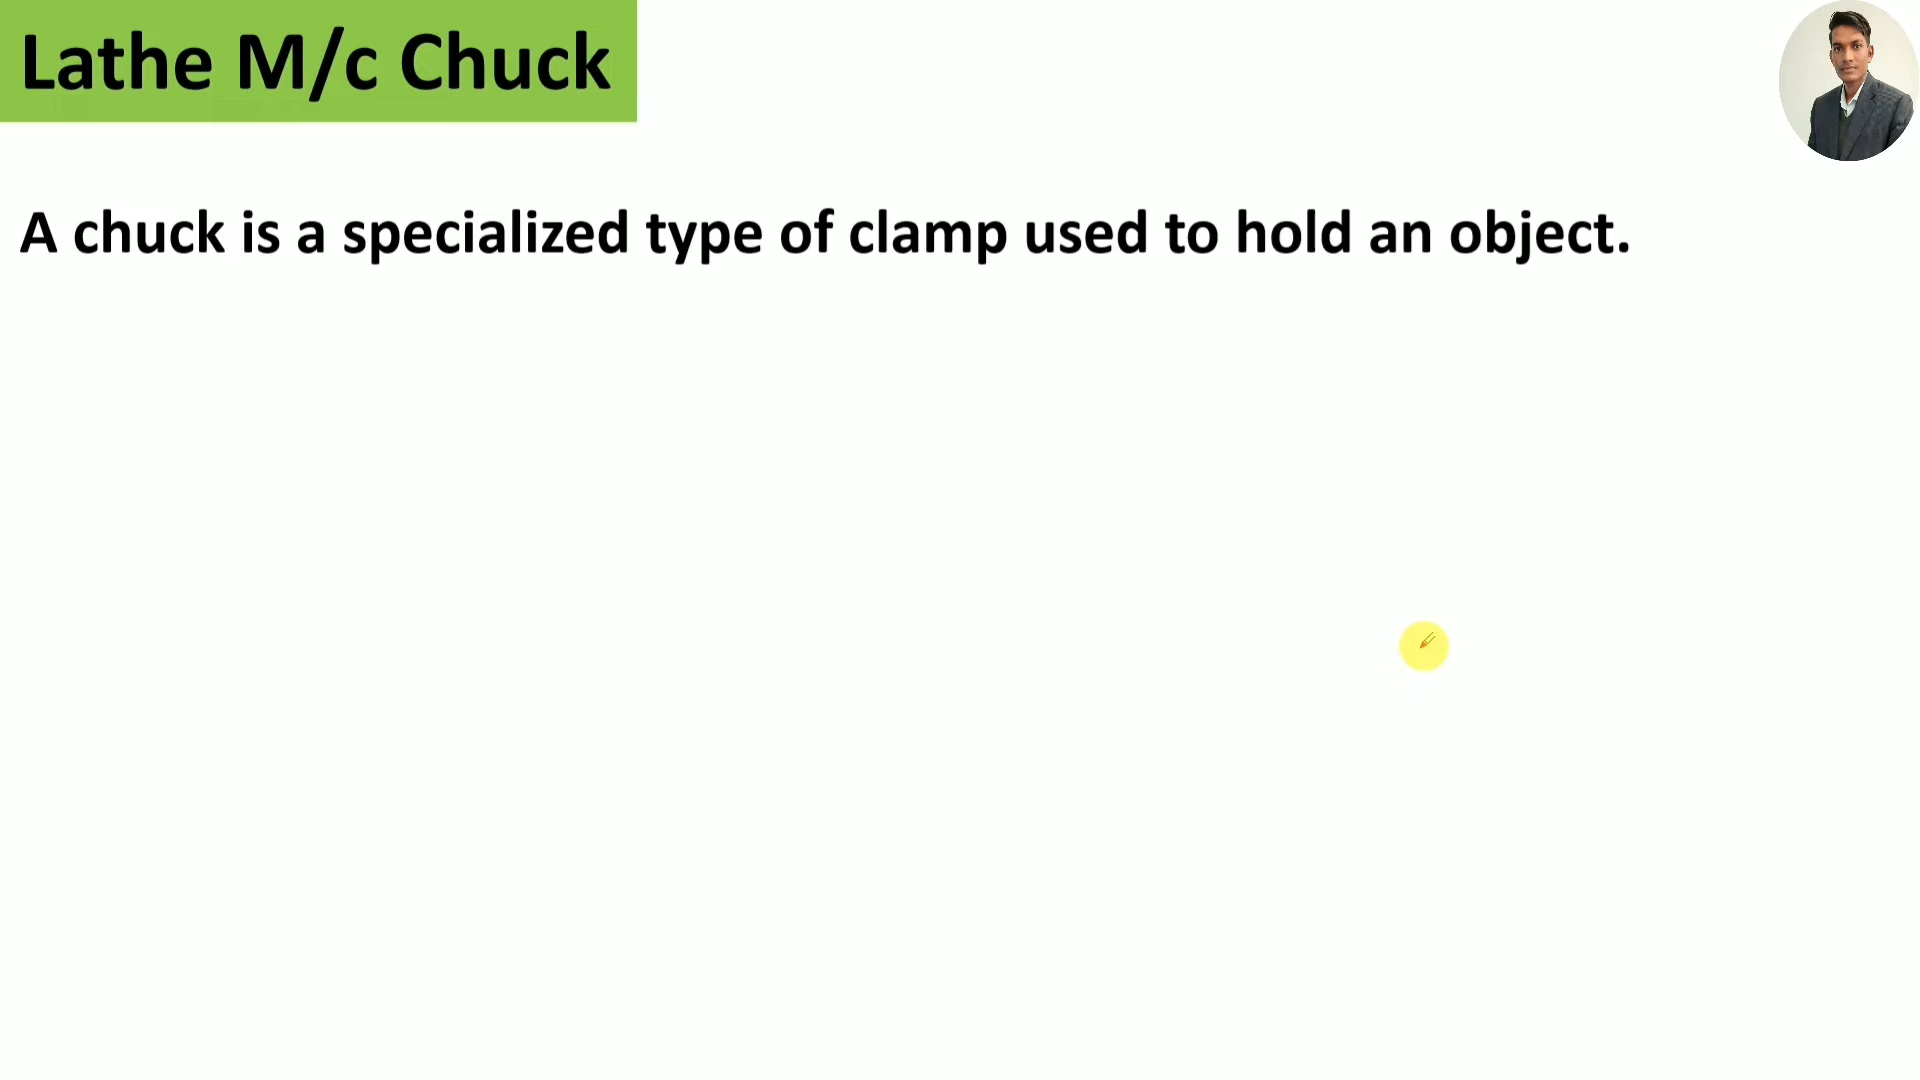 Lathe M/c Chuck
A chuck is a specialized type of clamp used to hold an object.